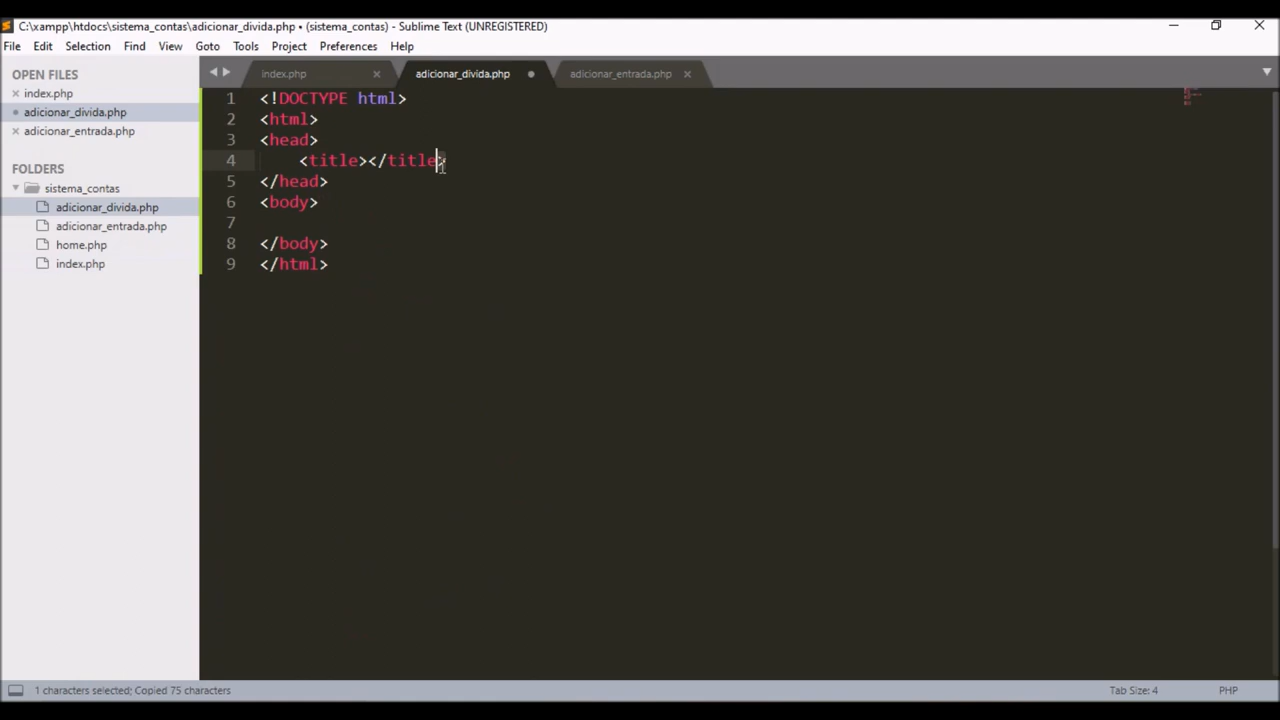 C:\xampp\htdocs\sistema_contas\adicionar_divida.php • (sistema_contas) - Sublime Text (UNREGISTERED)
File Edit Selection Find View Goto Tools Project Preferences Help
OPEN FILES
index.php
adicionar_divida.php
adicionar_entrada.php
FOLDERS
sistema_contas
adicionar_divida.php
adicionar_entrada.php
home.php
index.php
index.php adicionar_divida.php adicionar_entrada.php
1 <!DOCTYPE html>
2 <html>
3 <head>
4 <title></title>
5 </head>
6 <body>
7
8 </body>
9 </html>
1 characters selected; Copied 75 characters Tab Size: 4 PHP